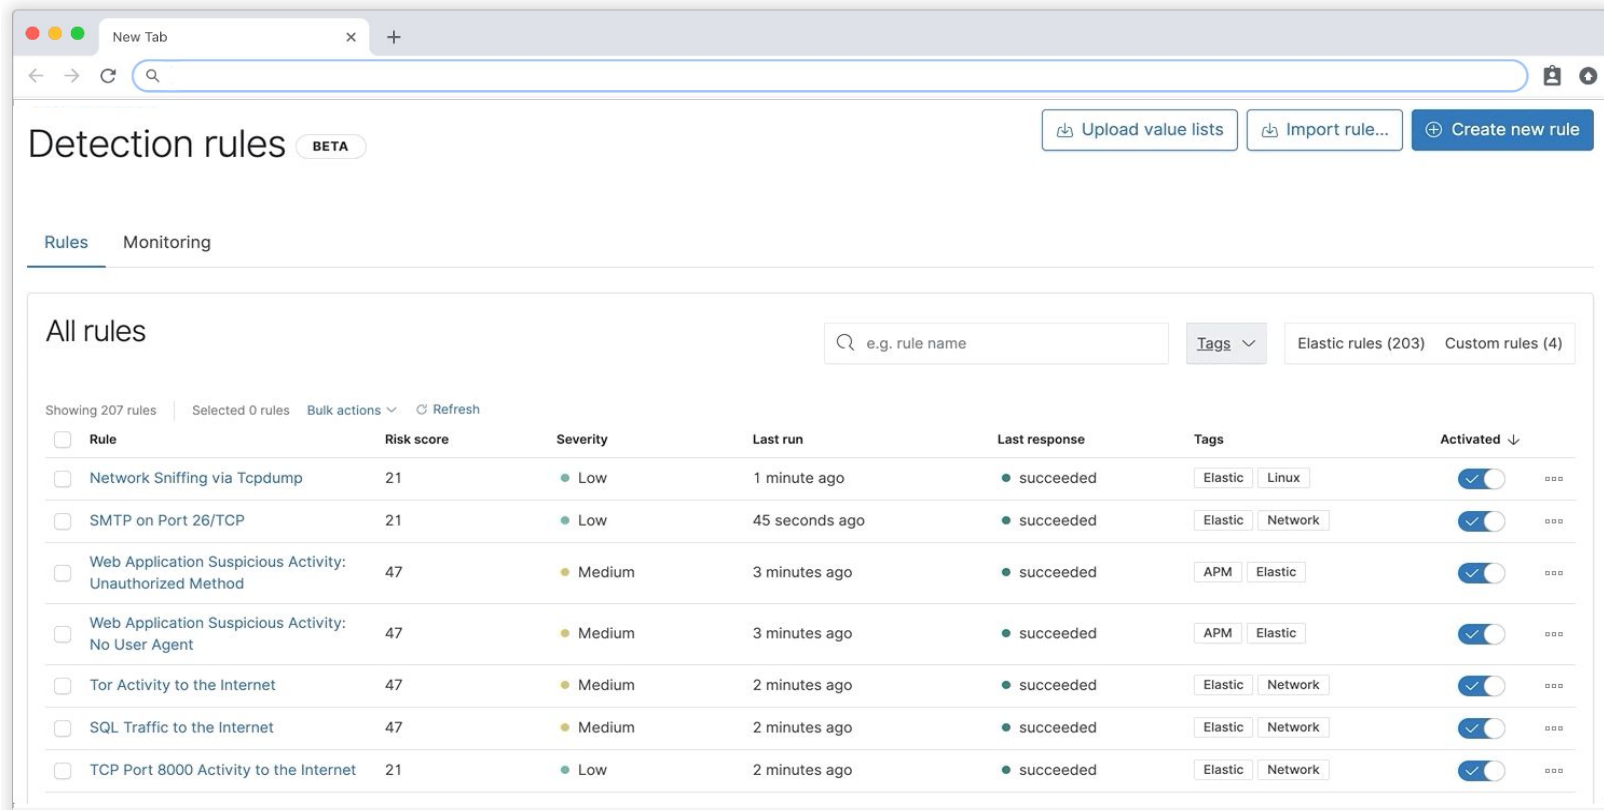 New Tab
Detection rules BETA
Upload value lists Import rule... Create new rule
Rules Monitoring
All rules
e.g. rule name Tags Elastic rules (203) Custom rules (4)
Showing 207 rules Selected 0 rules Bulk actions Refresh
Rule Risk score Severity Last run Last response Tags Activated
Network Sniffing via Tcpdump 21 Low 1 minute ago succeeded Elastic Linux
SMTP on Port 26/TCP 21 Low 45 seconds ago succeeded Elastic Network
Web Application Suspicious Activity:
Unauthorized Method 47 Medium 3 minutes ago succeeded APM Elastic
Web Application Suspicious Activity:
No User Agent 47 Medium 3 minutes ago succeeded APM Elastic
Tor Activity to the Internet 47 Medium 2 minutes ago succeeded Elastic Network
SQL Traffic to the Internet 47 Medium 2 minutes ago succeeded Elastic Network
TCP Port 8000 Activity to the Internet 21 Low 2 minutes ago succeeded Elastic Network